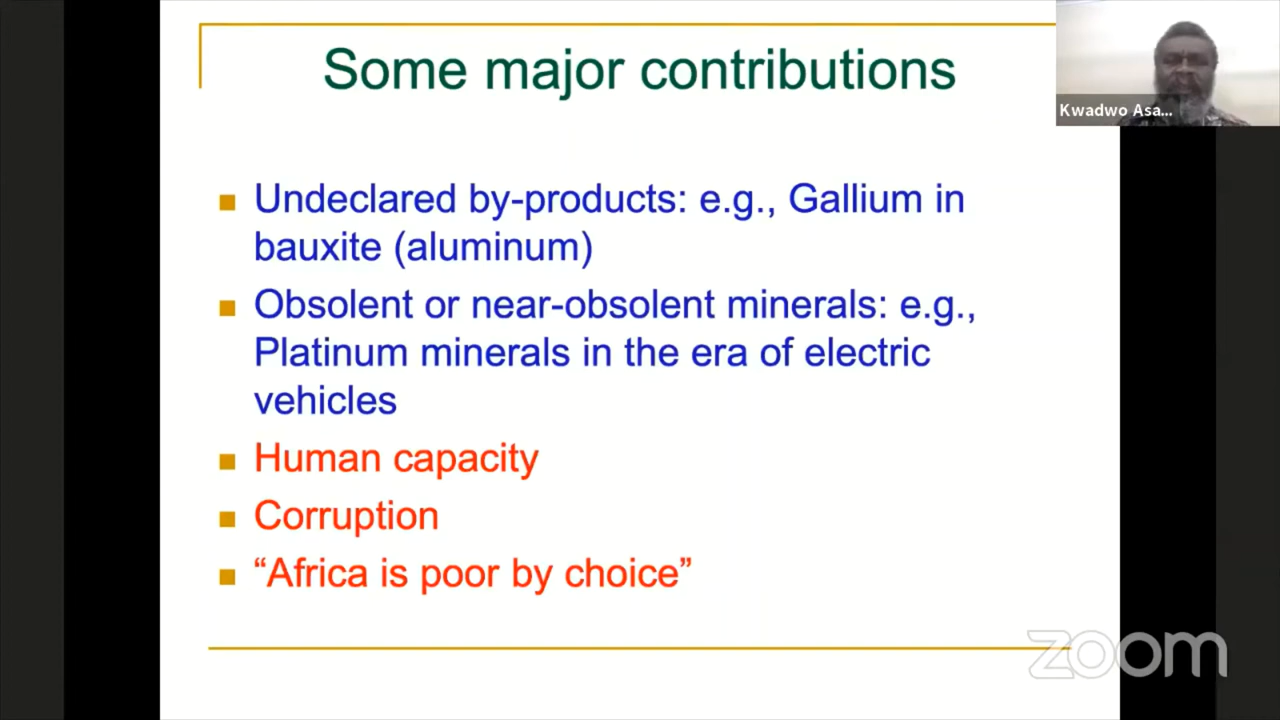 Some major contributions
Kwadwo Asa...
Undeclared by-products: e.g., Gallium in
bauxite (aluminum)
Obsolent or near-obsolent minerals: e.g.,
Platinum minerals in the era of electric
vehicles
Human capacity
Corruption
“Africa is poor by choice”
zoom